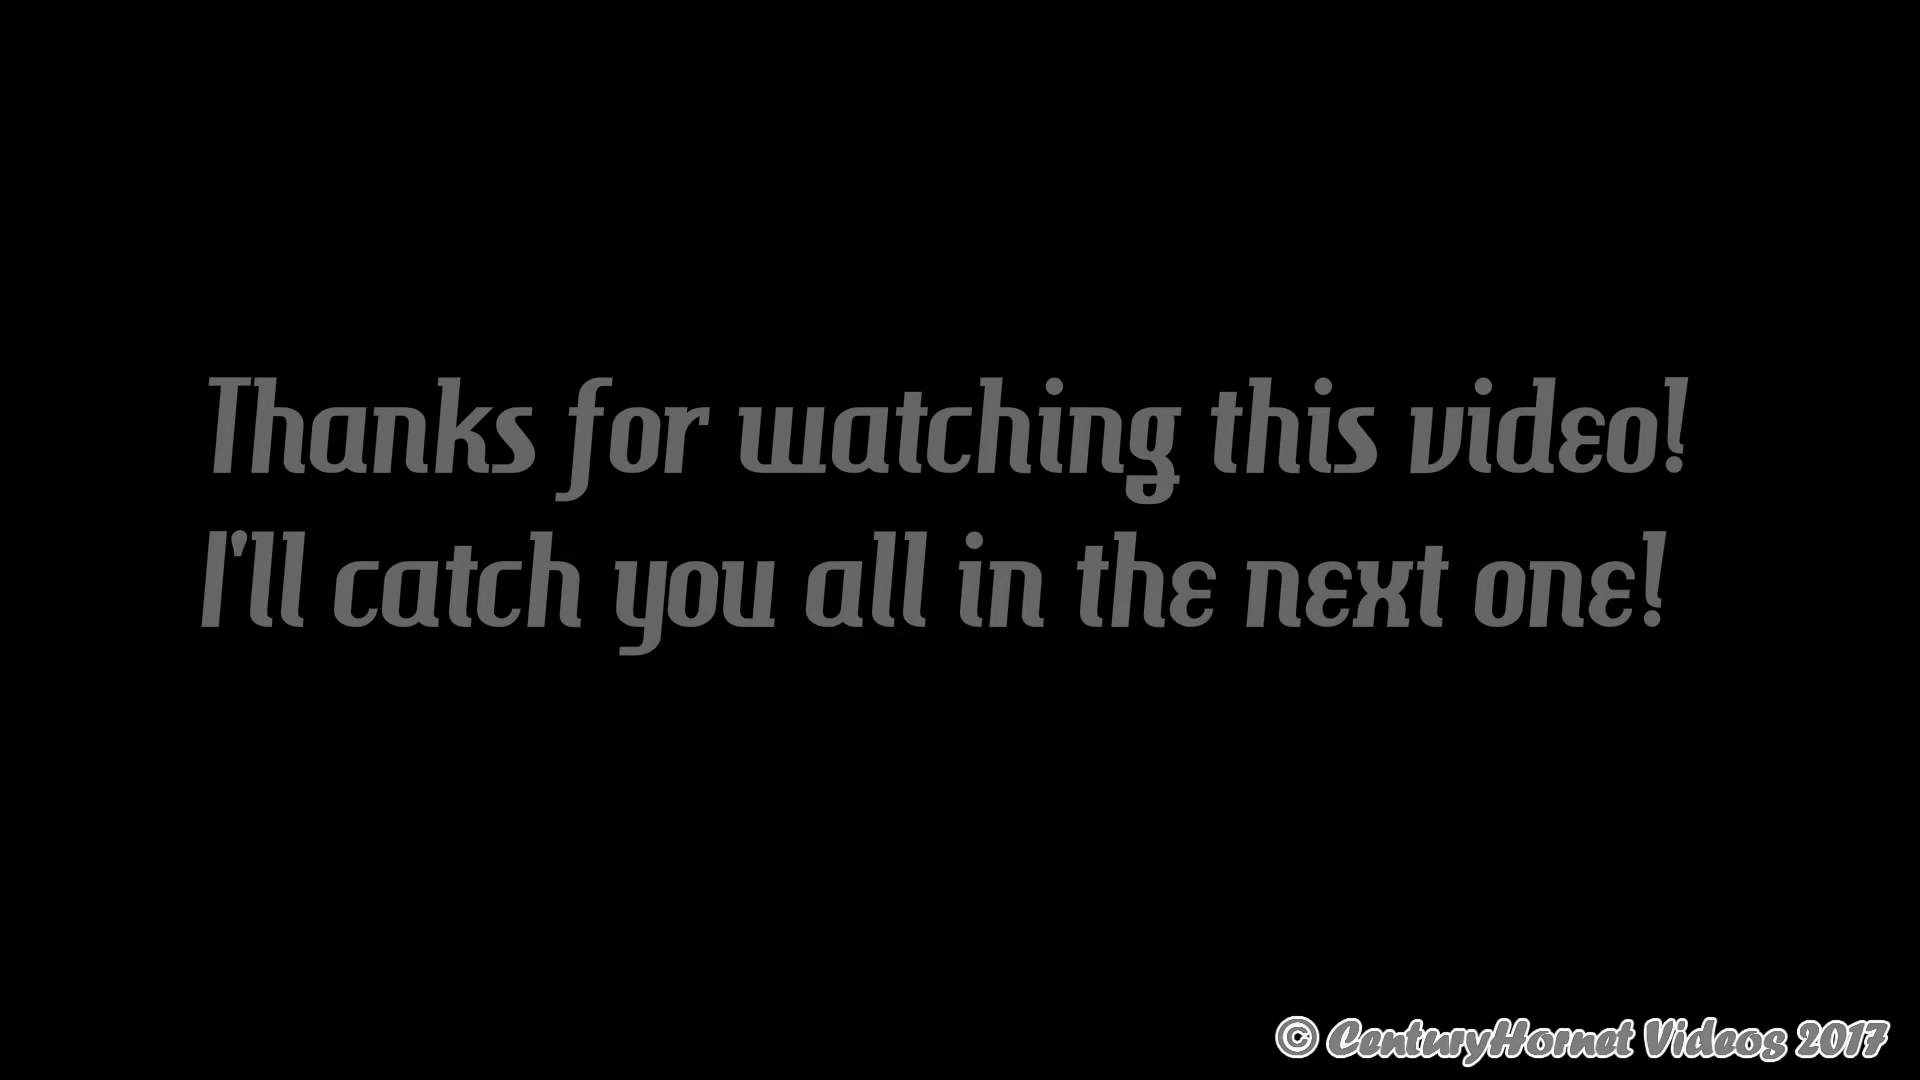 Thanks for watching this video!
I'll catch you all in the next one!
© CenturyHornet Videos 2017